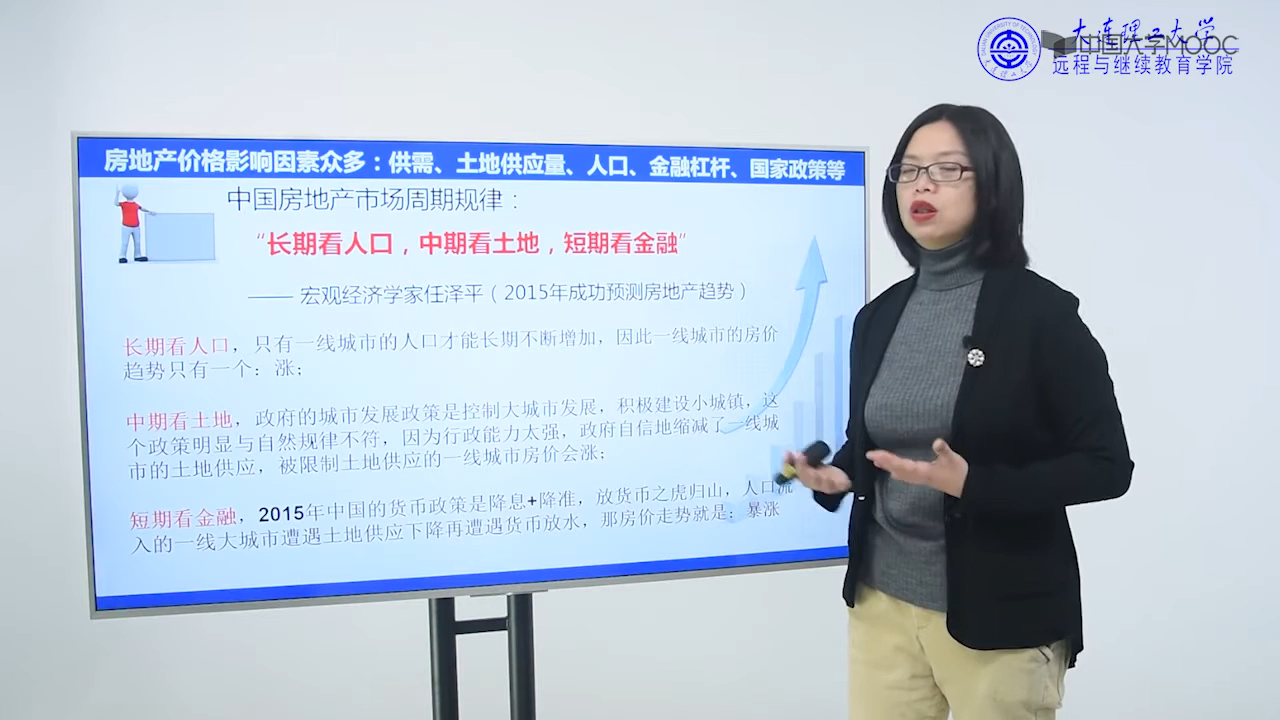 大连理工大学
中国大学MOOC
远程与继续教育学院
房地产价格影响因素众多：供需、土地供应量、人口、金融杠杆、国家政策等
中国房地产市场周期规律：
“长期看人口，中期看土地，短期看金融”
—— 宏观经济学家任泽平（2015年成功预测房地产趋势）
长期看人口，只有一线城市的人口才能长期不断增加，因此一线城市的房价
趋势只有一个：涨；
中期看土地，政府的城市发展政策是控制大城市发展，积极建设小城镇，这
个政策明显与自然规律不符，因为行政能力太强，政府自信地缩减了一线城
市的土地供应，被限制土地供应的一线城市房价会涨；
短期看金融，2015年中国的货币政策是降息+降准，放货币之虎归山，人口流
入的一线大城市遭遇土地供应下降再遭遇货币放水，那房价走势就是：暴涨